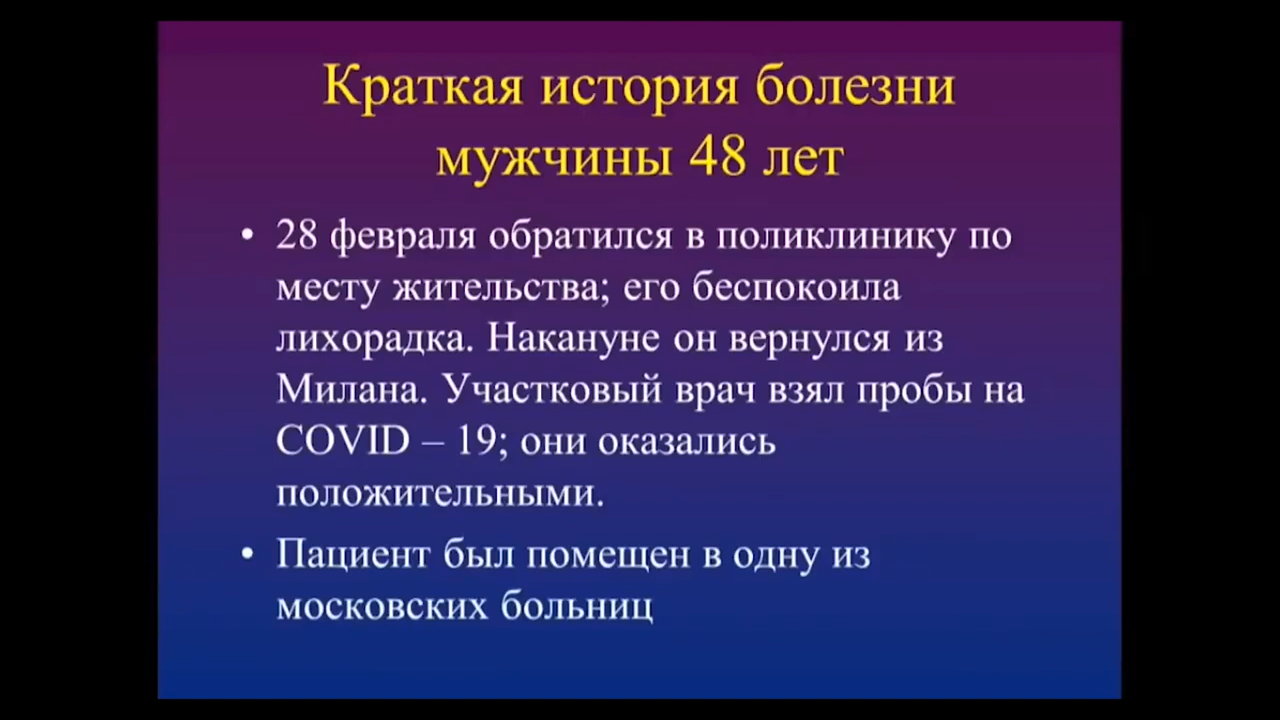 Краткая история болезни
мужчины 48 лет
• 28 февраля обратился в поликлинику по
месту жительства; его беспокоила
лихорадка. Накануне он вернулся из
Милана. Участковый врач взял пробы на
COVID – 19; они оказались
положительными.
• Пациент был помещен в одну из
московских больниц